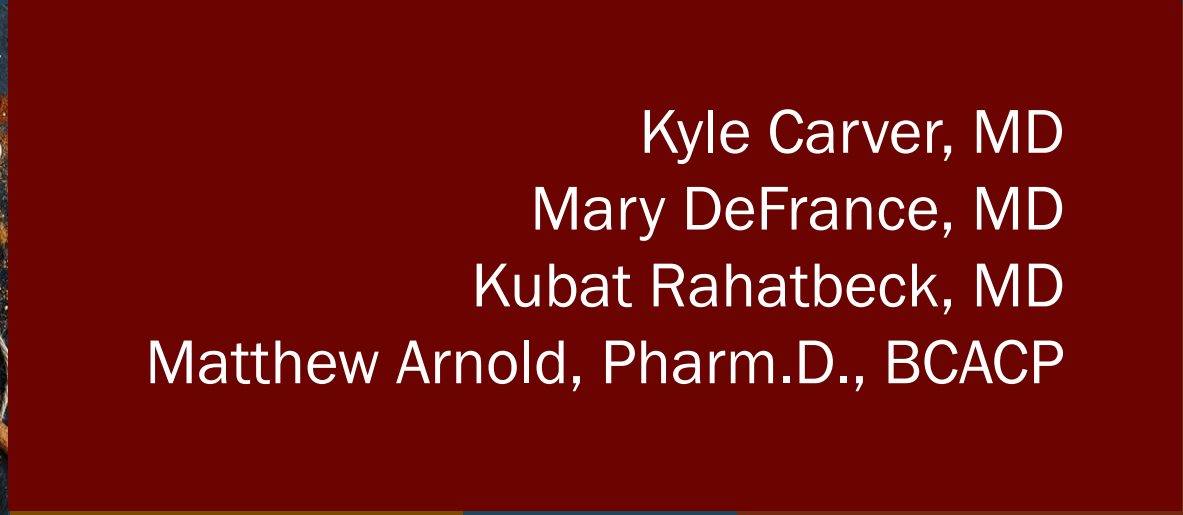 Kyle Carver, MD
Mary DeFrance, MD
Kubat Rahatbeck, MD
Matthew Arnold, Pharm.D., BCACP